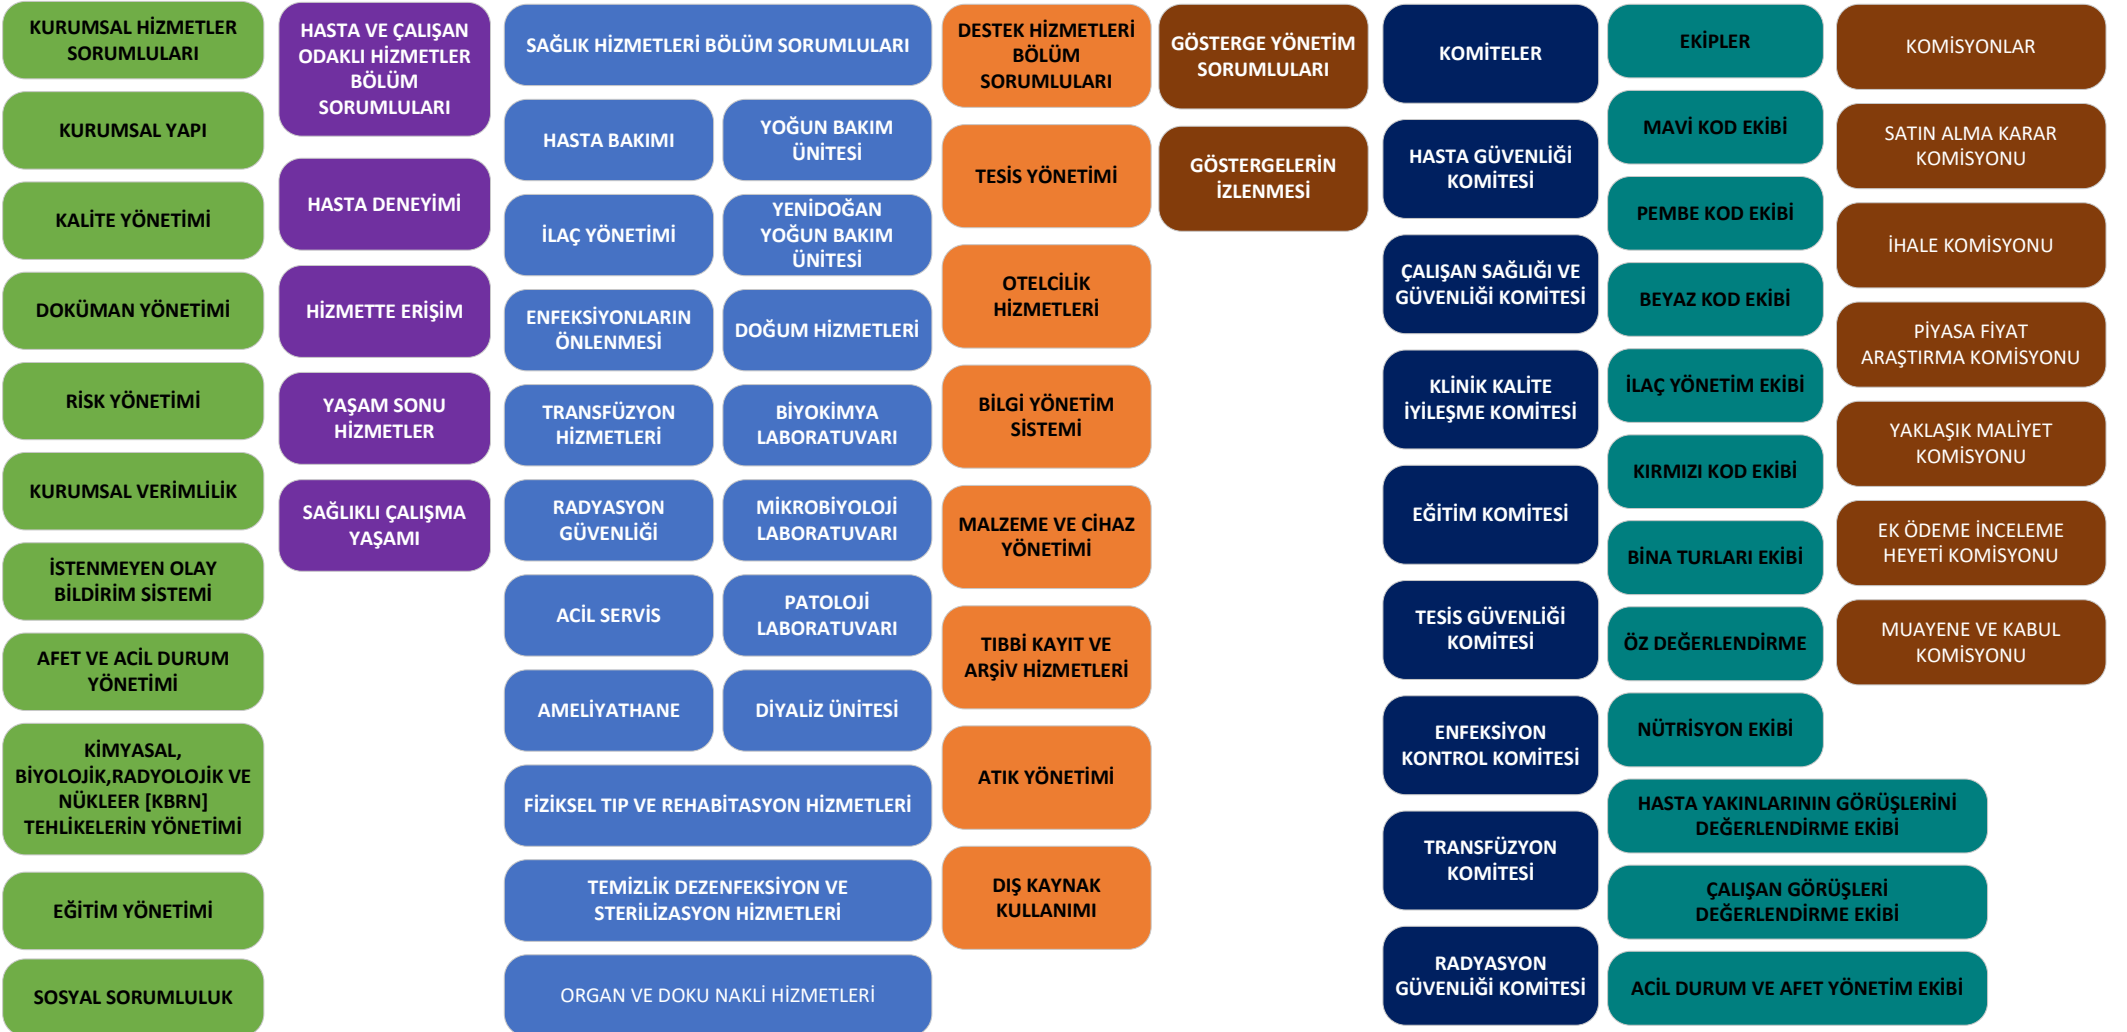 KURUMSAL HİZMETLER
SORUMLULARI
KURUMSAL YAPI
KALİTE YÖNETİMİ
DOKÜMAN YÖNETİMİ
RİSK YÖNETİMİ
KURUMSAL VERİMLİLİK
İSTENMEYEN OLAY
BİLDİRİM SİSTEMİ
AFET VE ACİL DURUM
YÖNETİMİ
KİMYASAL,
BİYOLOJİK,RADYOLOJİK VE
NÜKLEER [KBRN]
TEHLİKELERİN YÖNETİMİ
EĞİTİM YÖNETİMİ
SOSYAL SORUMLULUK
HASTA VE ÇALIŞAN
ODAKLI HİZMETLER
BÖLÜM
SORUMLULARI
HASTA DENEYİMİ
HİZMETTE ERİŞİM
YAŞAM SONU
HİZMETLER
SAĞLIKLI ÇALIŞMA
YAŞAMI
SAĞLIK HİZMETLERİ BÖLÜM SORUMLULARI
HASTA BAKIMI
YOĞUN BAKIM
ÜNİTESİ
İLAÇ YÖNETİMİ
YENİDOĞAN
YOĞUN BAKIM
ÜNİTESİ
ENFEKSİYONLARIN
ÖNLENMESİ
DOĞUM HİZMETLERİ
TRANSFÜZYON
HİZMETLERİ
BİYOKİMYA
LABORATUVARI
RADYASYON
GÜVENLİĞİ
MİKROBİYOLOJİ
LABORATUVARI
ACİL SERVİS
PATOLOJİ
LABORATUVARI
AMELİYATHANE
DİYALİZ ÜNİTESİ
FİZİKSEL TIP VE REHABİTASYON HİZMETLERİ
TEMİZLİK DEZENFEKSİYON VE
STERİLİZASYON HİZMETLERİ
ORGAN VE DOKU NAKLİ HİZMETLERİ
DESTEK HİZMETLERİ
BÖLÜM
SORUMLULARI
TESİS YÖNETİMİ
OTELCİLİK
HİZMETLERİ
BİLGİ YÖNETİM
SİSTEMİ
MALZEME VE CİHAZ
YÖNETİMİ
TIBBİ KAYIT VE
ARŞİV HİZMETLERİ
ATIK YÖNETİMİ
DIŞ KAYNAK
KULLANIMI
GÖSTERGE YÖNETİM
SORUMLULARI
GÖSTERGELERİN
İZLENMESİ
KOMİTELER
HASTA GÜVENLİĞİ
KOMİTESİ
ÇALIŞAN SAĞLIĞI VE
GÜVENLİĞİ KOMİTESİ
KLİNİK KALİTE
İYİLEŞME KOMİTESİ
EĞİTİM KOMİTESİ
TESİS GÜVENLİĞİ
KOMİTESİ
ENFEKSİYON
KONTROL KOMİTESİ
TRANSFÜZYON
KOMİTESİ
RADYASYON
GÜVENLİĞİ KOMİTESİ
EKİPLER
MAVİ KOD EKİBİ
PEMBE KOD EKİBİ
BEYAZ KOD EKİBİ
İLAÇ YÖNETİM EKİBİ
KIRMIZI KOD EKİBİ
BİNA TURLARI EKİBİ
ÖZ DEĞERLENDİRME
NÜTRİSYON EKİBİ
HASTA YAKINLARININ GÖRÜŞLERİNİ
DEĞERLENDİRME EKİBİ
ÇALIŞAN GÖRÜŞLERİ
DEĞERLENDİRME EKİBİ
ACİL DURUM VE AFET YÖNETİM EKİBİ
KOMİSYONLAR
SATIN ALMA KARAR
KOMİSYONU
İHALE KOMİSYONU
PİYASA FİYAT
ARAŞTIRMA KOMİSYONU
YAKLAŞIK MALİYET
KOMİSYONU
EK ÖDEME İNCELEME
HEYETİ KOMİSYONU
MUAYENE VE KABUL
KOMİSYONU